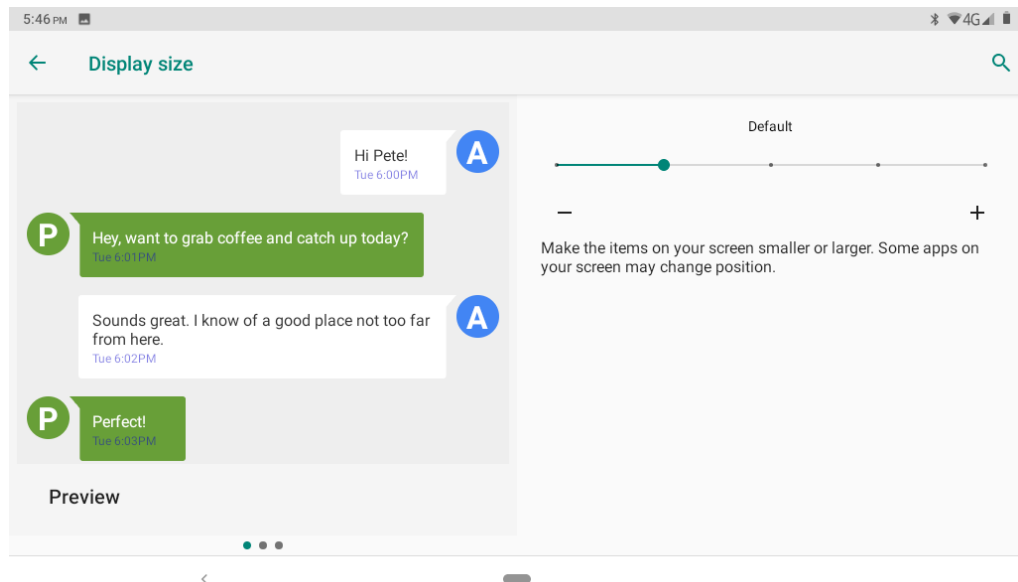 5:46 PM
4G
Display size
Hi Pete!
Tue 6:00PM
A
P
Hey, want to grab coffee and catch up today?
Tue 6:01PM
Sounds great. I know of a good place not too far
from here.
Tue 6:02PM
A
P
Perfect!
Tue 6:03PM
Preview
Default
Make the items on your screen smaller or larger. Some apps on
your screen may change position.